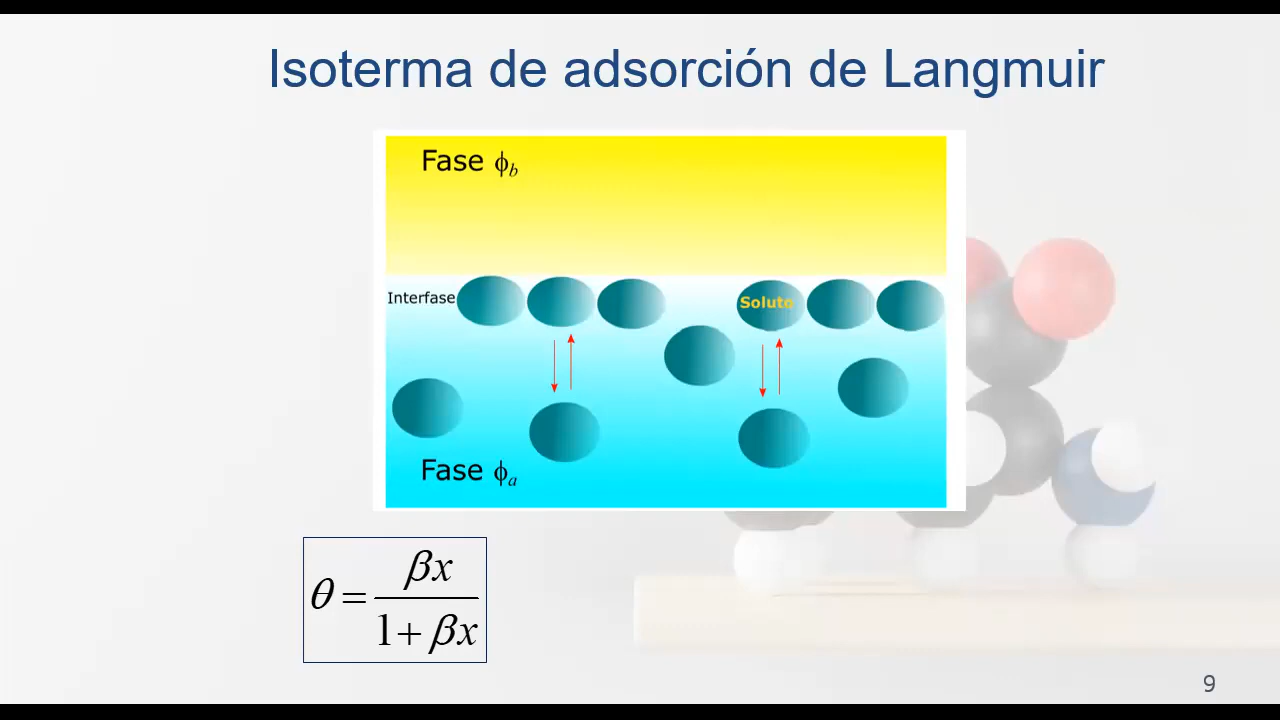 Isoterma de adsorción de Langmuir
Fase ϕb
Interfase
Soluto
Fase ϕa
θ = βx / (1 + βx)
9